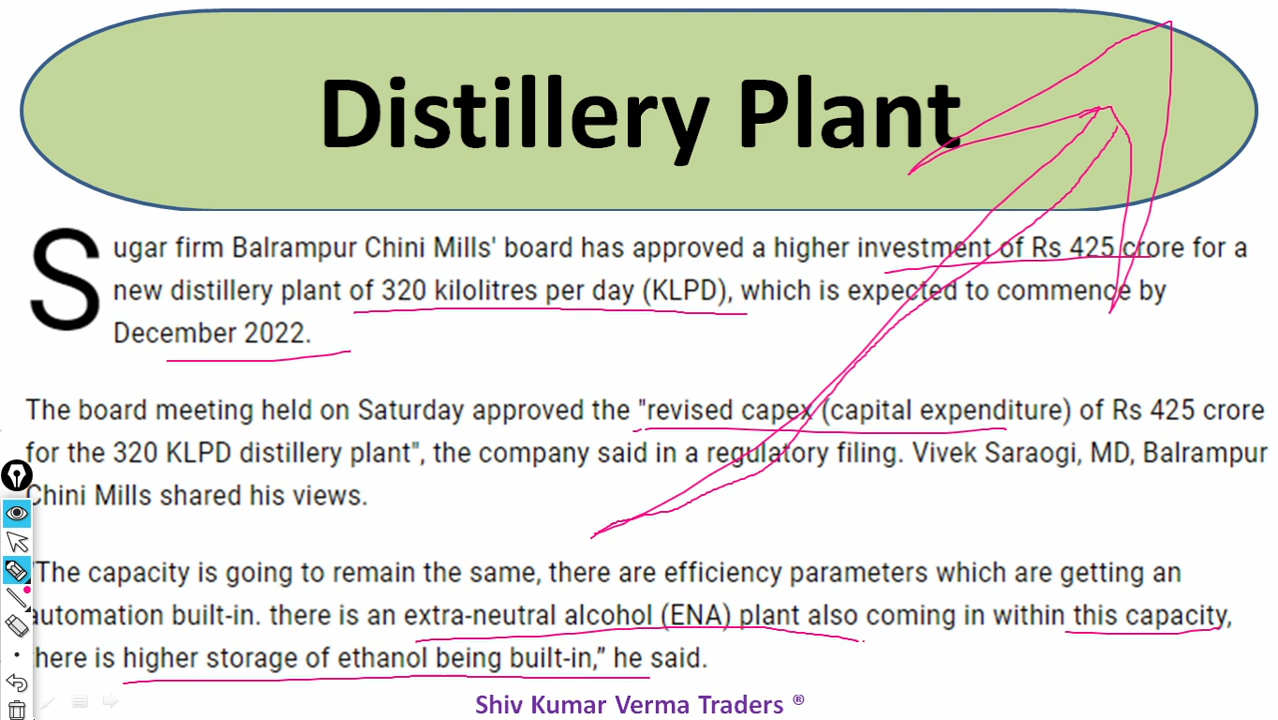 Distillery Plant
Sugar firm Balrampur Chini Mills' board has approved a higher investment of Rs 425 crore for a
new distillery plant of 320 kilolitres per day (KLPD), which is expected to commence by
December 2022.
The board meeting held on Saturday approved the "revised capex (capital expenditure) of Rs 425 crore
for the 320 KLPD distillery plant", the company said in a regulatory filing. Vivek Saraogi, MD, Balrampur
Chini Mills shared his views.
"The capacity is going to remain the same, there are efficiency parameters which are getting an
automation built-in. there is an extra-neutral alcohol (ENA) plant also coming in within this capacity,
there is higher storage of ethanol being built-in,” he said.
Shiv Kumar Verma Traders ®